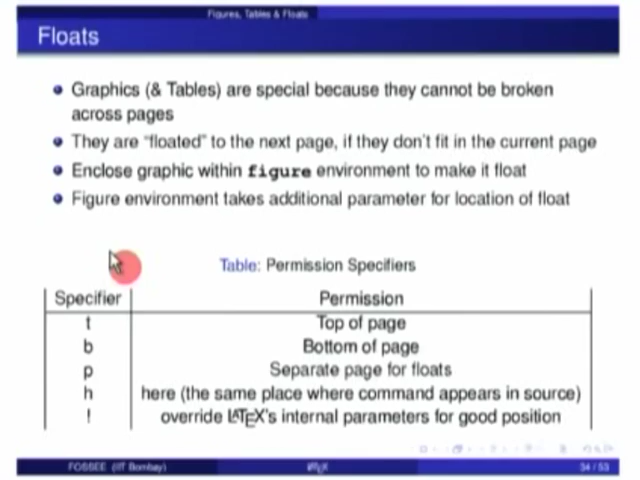 Figures, Tables & Floats
Floats
Graphics (& Tables) are special because they cannot be broken
across pages
They are “floated” to the next page, if they don't fit in the current page
Enclose graphic within figure environment to make it float
Figure environment takes additional parameter for location of float
Table: Permission Specifiers
Specifier Permission
t Top of page
b Bottom of page
p Separate page for floats
h here (the same place where command appears in source)
! override LATEX's internal parameters for good position
FOSSEE (IIT Bombay) LATEX 34 / 53